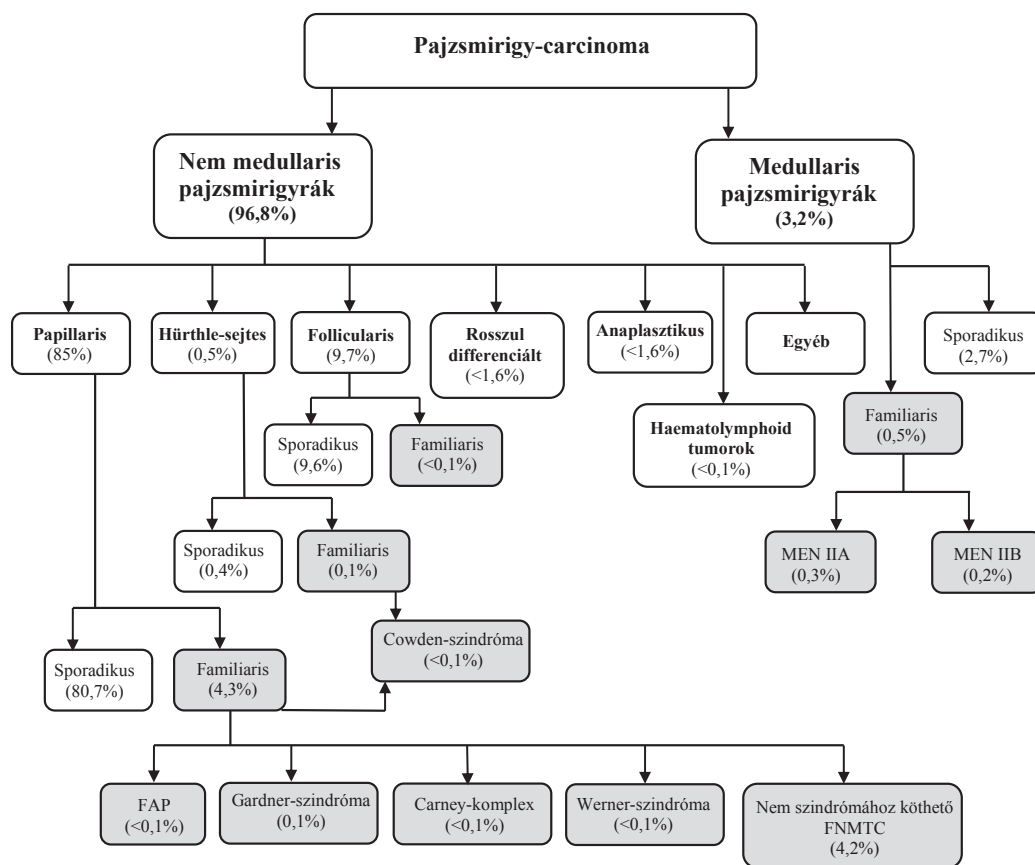 Pajzsmirigy-carcinoma
Nem medullaris
pajzsmirigyrák
(96,8%)
Medullaris
pajzsmirigyrák
(3,2%)
Papillaris
(85%)
Hürthle-sejtes
(0,5%)
Follicularis
(9,7%)
Rosszul
differenciált
(<1,6%)
Anaplasztikus
(<1,6%)
Egyéb
Sporadikus
(2,7%)
Sporadikus
(9,6%)
Familiaris
(<0,1%)
Haematolymphoid
tumorok
(<0,1%)
Familiaris
(0,5%)
Sporadikus
(0,4%)
Familiaris
(0,1%)
MEN IIA
(0,3%)
MEN IIB
(0,2%)
Sporadikus
(80,7%)
Familiaris
(4,3%)
Cowden-szindróma
(<0,1%)
FAP
(<0,1%)
Gardner-szindróma
(0,1%)
Carney-komplex
(<0,1%)
Werner-szindróma
(<0,1%)
Nem szindrómához köthető
FNMTC
(4,2%)